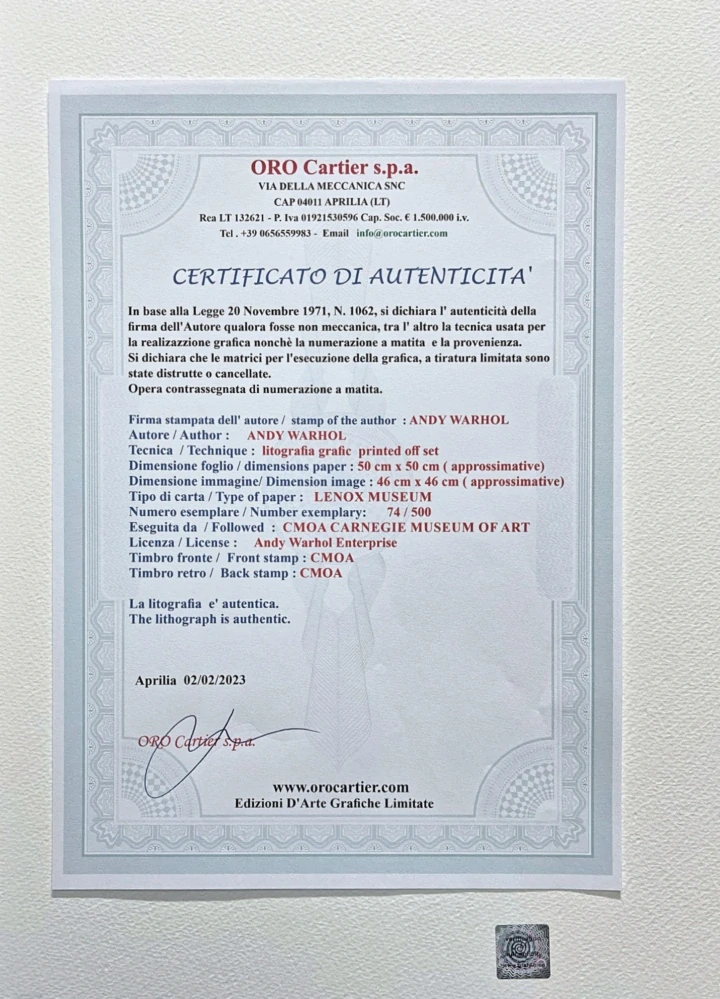 ORO Cartier s.p.a.
VIA DELLA MECCANICA SNC
CAP 04011 APRILIA (LT)
Rea LT 132621 - P. Iva 01921530596 Cap. Soc. € 1.500.000 i.v.
Tel . +39 0656559983 - Email info@orocartier.com
CERTIFICATO DI AUTENTICITA'
In base alla Legge 20 Novembre 1971, N. 1062, si dichiara l' autenticità della
firma dell'Autore qualora fosse non meccanica, tra l' altro la tecnica usata per
la realizazzione grafica nonchè la numerazione a matita e la provenienza.
Si dichiara che le matrici per l'esecuzione della grafica, a tiratura limitata sono
state distrutte o cancellate.
Opera contrassegnata di numerazione a matita.
Firma stampata dell' autore / stamp of the author : ANDY WARHOL
Autore / Author : ANDY WARHOL
Tecnica / Technique : litografia grafic printed off set
Dimensione foglio / dimensions paper : 50 cm x 50 cm ( approssimative)
Dimensione immagine/ Dimension image : 46 cm x 46 cm ( approssimative)
Tipo di carta / Type of paper : LENOX MUSEUM
Numero esemplare / Number exemplary: 74 / 500
Eseguita da / Followed : CMOA CARNEGIE MUSEUM OF ART
Licenza / License : Andy Warhol Enterprise
Timbro fronte / Front stamp : CMOA
Timbro retro / Back stamp : CMOA
La litografia e' autentica.
The lithograph is authentic.
Aprilia 02/02/2023
ORO Cartier s.p.a.
www.orocartier.com
Edizioni D'Arte Grafiche Limitate